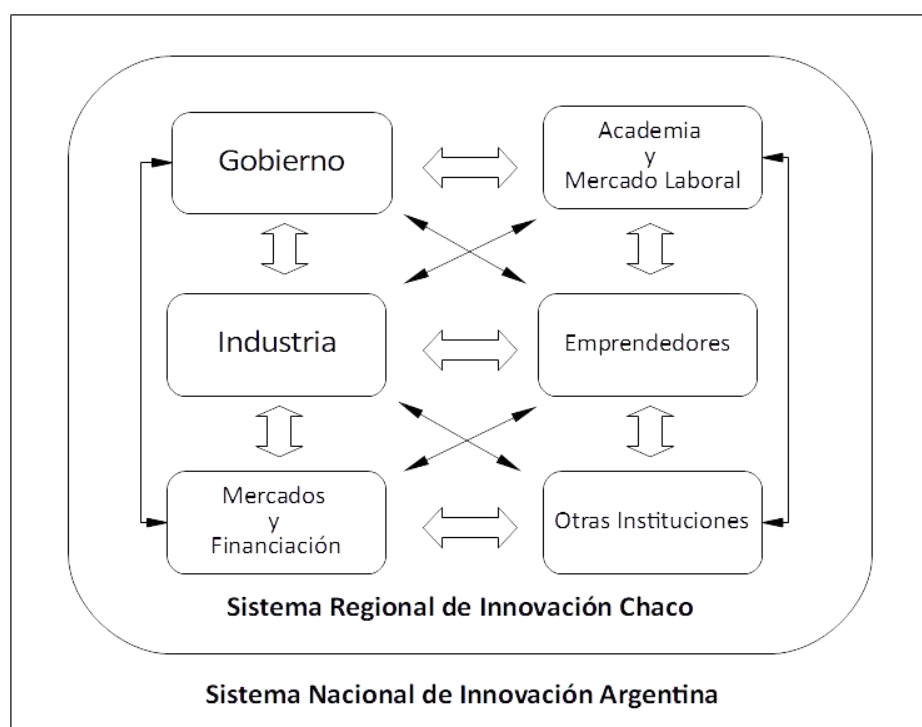 Gobierno
Academia
y
Mercado Laboral
Industria
Emprendedores
Mercados
y
Financiación
Otras Instituciones
Sistema Regional de Innovación Chaco
Sistema Nacional de Innovación Argentina